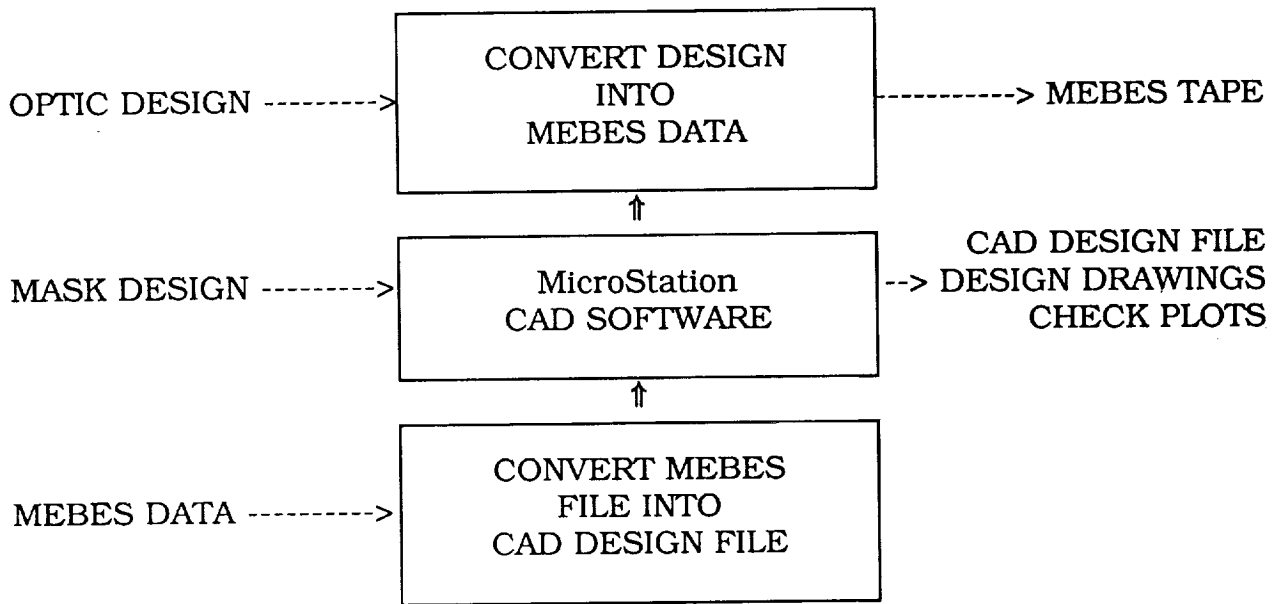 CONVERT DESIGN
INTO
MEBES DATA
OPTIC DESIGN ---------->
----------> MEBES TAPE
MASK DESIGN --------->
MicroStation
CAD SOFTWARE
CAD DESIGN FILE
--> DESIGN DRAWINGS
CHECK PLOTS
MEBES DATA ---------->
CONVERT MEBES
FILE INTO
CAD DESIGN FILE